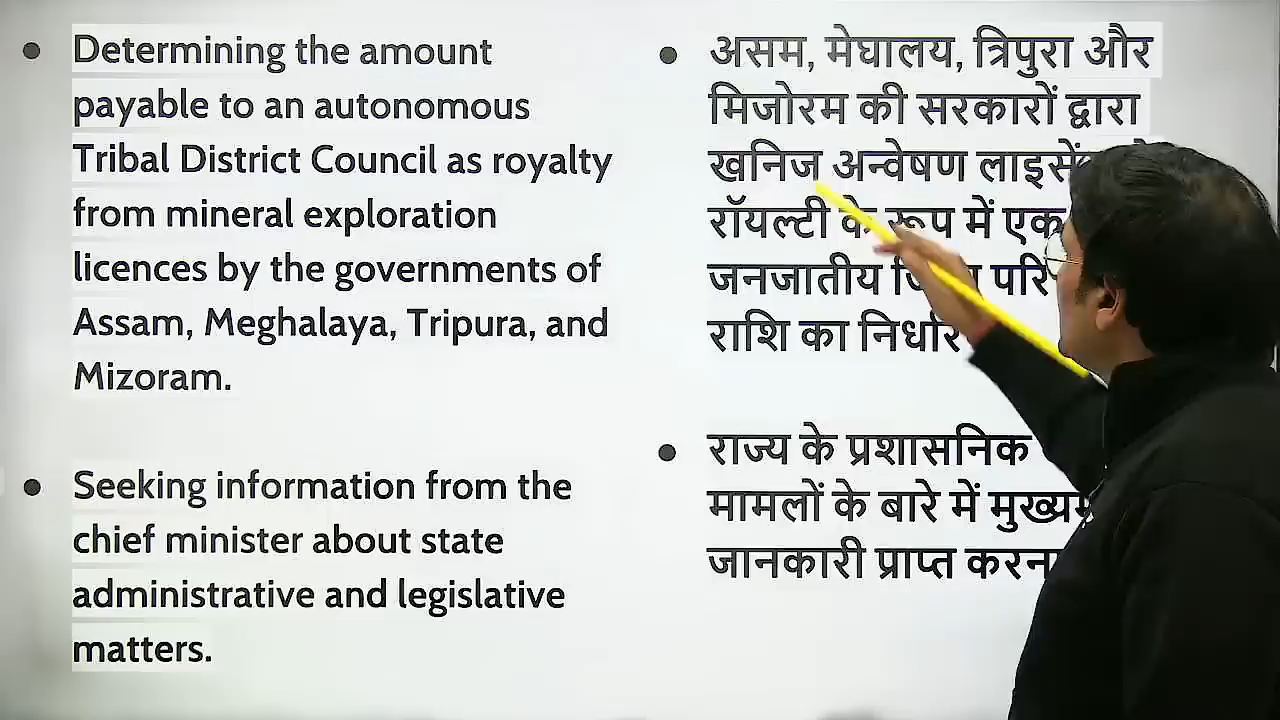 Determining the amount
payable to an autonomous
Tribal District Council as royalty
from mineral exploration
licences by the governments of
Assam, Meghalaya, Tripura, and
Mizoram.
Seeking information from the
chief minister about state
administrative and legislative
matters.
असम, मेघालय, त्रिपुरा और
मिजोरम की सरकारों द्वारा
खनिज अन्वेषण
रॉयल्टी के रूप में एक
जनजातीय
राशि का
राज्य के प्रशासनिक
मामलों के बारे में
जानकारी प्राप्त